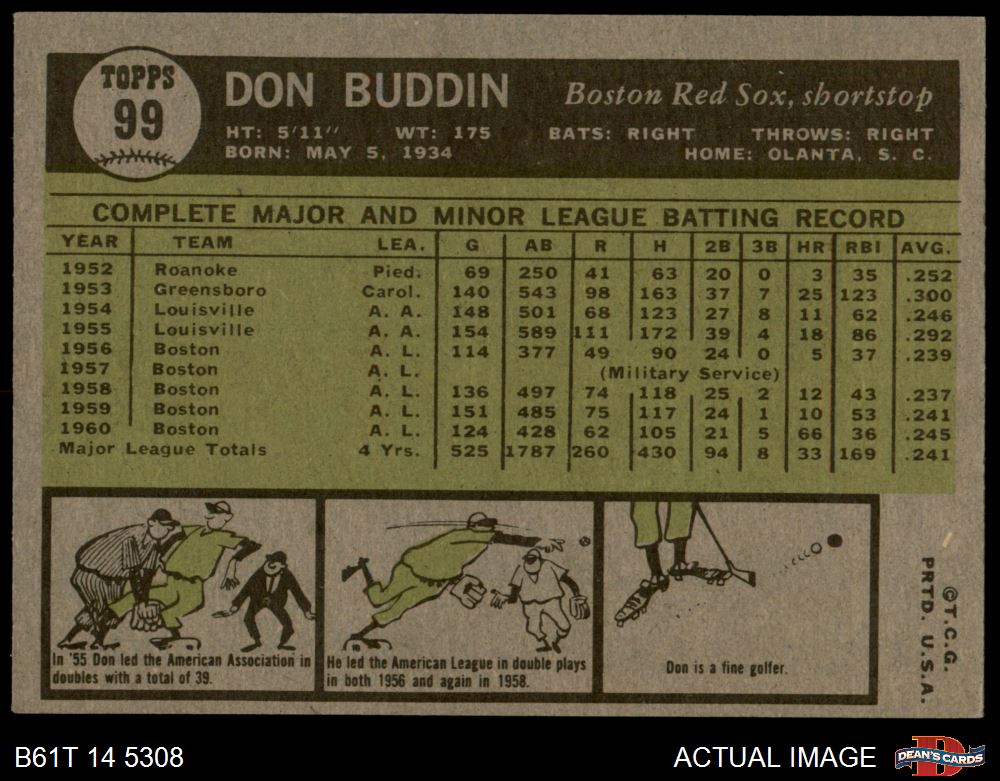 TOPPS
99
DON BUDDIN Boston Red Sox, shortstop
HT: 5'11" WT: 175 BATS: RIGHT THROWS: RIGHT
BORN: MAY 5, 1934 HOME: OLANTA, S. C.
COMPLETE MAJOR AND MINOR LEAGUE BATTING RECORD
YEAR TEAM LEA. G AB R H 2B 3B HR RBI AVG.
1952 Roanoke Pied. 69 250 41 63 20 0 3 35 .252
1953 Greensboro Carol. 140 543 98 163 37 7 25 123 .300
1954 Louisville A. A. 148 501 68 123 27 8 11 62 .246
1955 Louisville A. A. 154 589 111 172 39 4 18 86 .292
1956 Boston A. L. 114 377 49 90 24 0 5 37 .239
1957 Boston A. L. (Military Service)
1958 Boston A. L. 136 497 74 118 25 2 12 43 .237
1959 Boston A. L. 151 485 75 117 24 1 10 53 .241
1960 Boston A. L. 124 428 62 105 21 5 66 36 .245
Major League Totals 4 Yrs. 525 1787 260 430 94 8 33 169 .241
In '55 Don led the American Association in
doubles with a total of 39.
He led the American League in double plays
in both 1956 and again in 1958.
Don is a fine golfer.
©T.C.G.
PRTD. U.S.A.
B61T 14 5308
ACTUAL IMAGE
D
DEAN'S CARDS